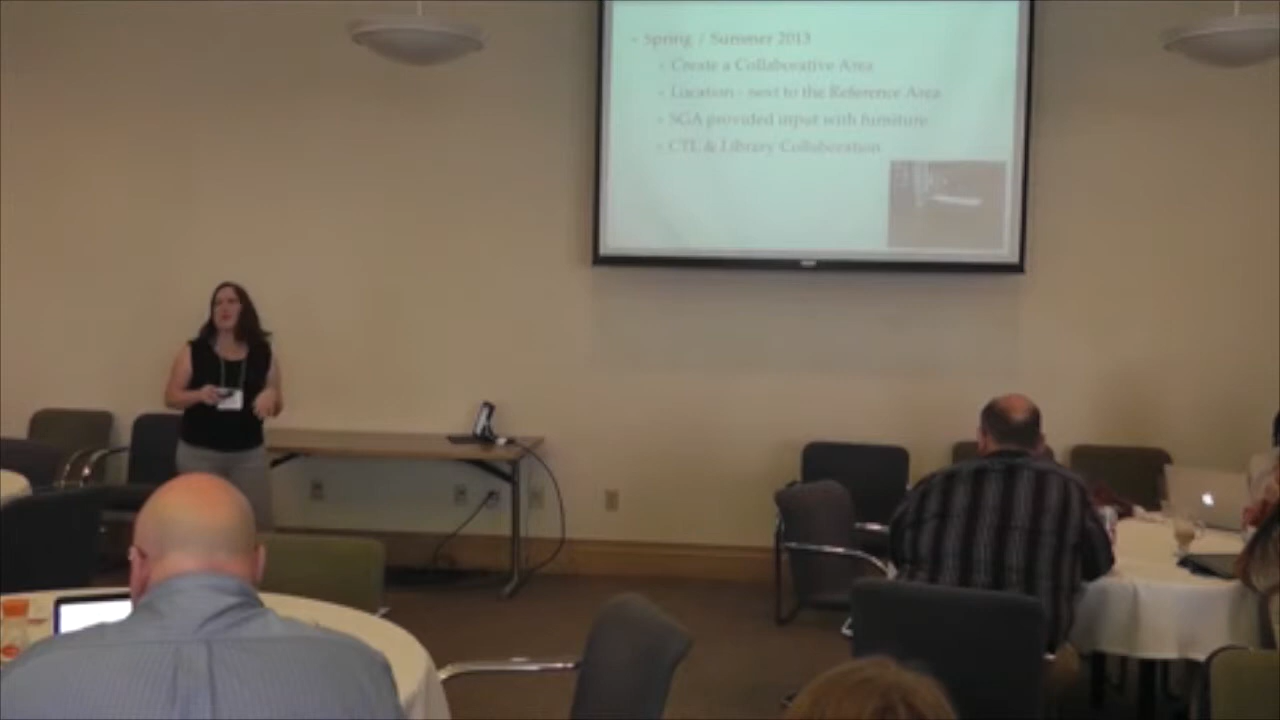 Spring / Summer 2013
Create a Collaborative Area
Location - next to the Reference Area
SGA provided input with furniture
CTL & Library Collaboration